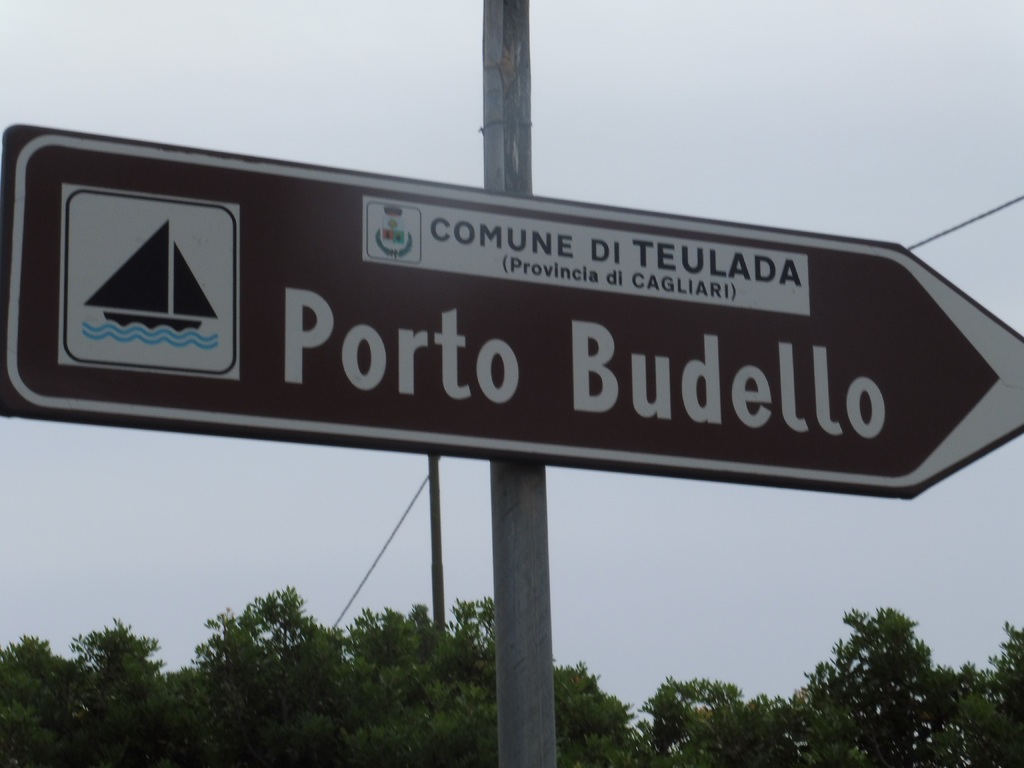 COMUNE DI TEULADA
(Provincia di CAGLIARI)
Porto Budello